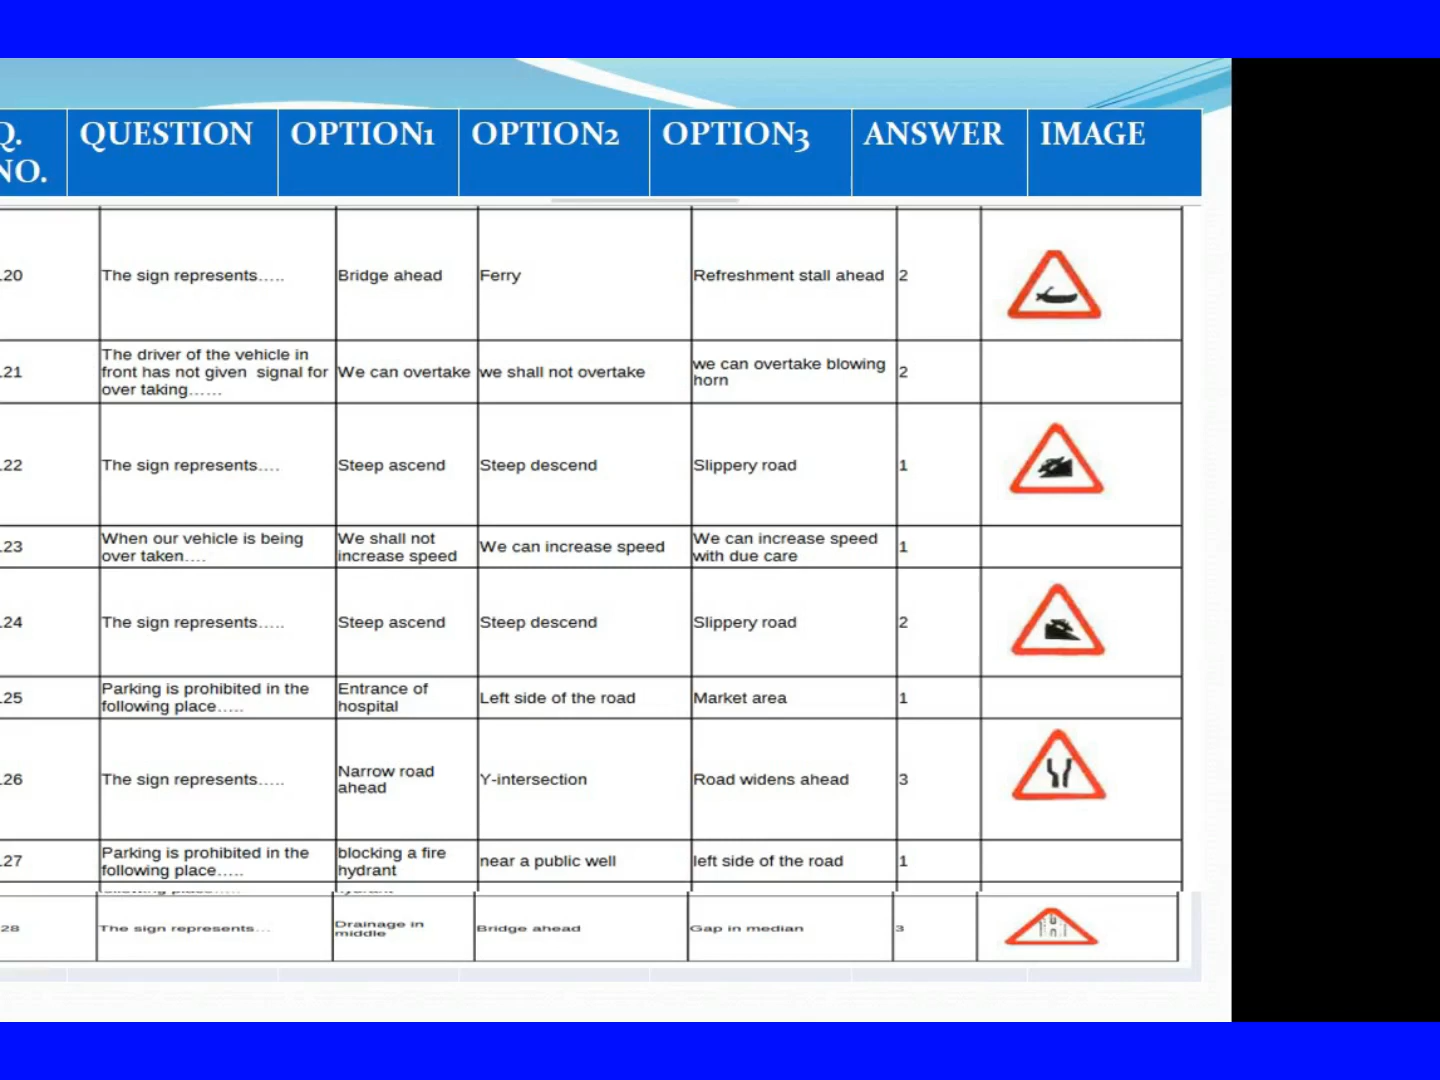 Q. NO. QUESTION OPTION1 OPTION2 OPTION3 ANSWER IMAGE
.20 The sign represents..... Bridge ahead Ferry Refreshment stall ahead 2
.21 The driver of the vehicle in front has not given signal for over taking...... We can overtake we shall not overtake we can overtake blowing horn 2
.22 The sign represents.... Steep ascend Steep descend Slippery road 1
.23 When our vehicle is being over taken.... We shall not increase speed We can increase speed We can increase speed with due care 1
.24 The sign represents..... Steep ascend Steep descend Slippery road 2
.25 Parking is prohibited in the following place..... Entrance of hospital Left side of the road Market area 1
.26 The sign represents..... Narrow road ahead Y-intersection Road widens ahead 3
.27 Parking is prohibited in the following place..... blocking a fire hydrant near a public well left side of the road 1
28 The sign represents... Drainage in middle Bridge ahead Gap in median 3